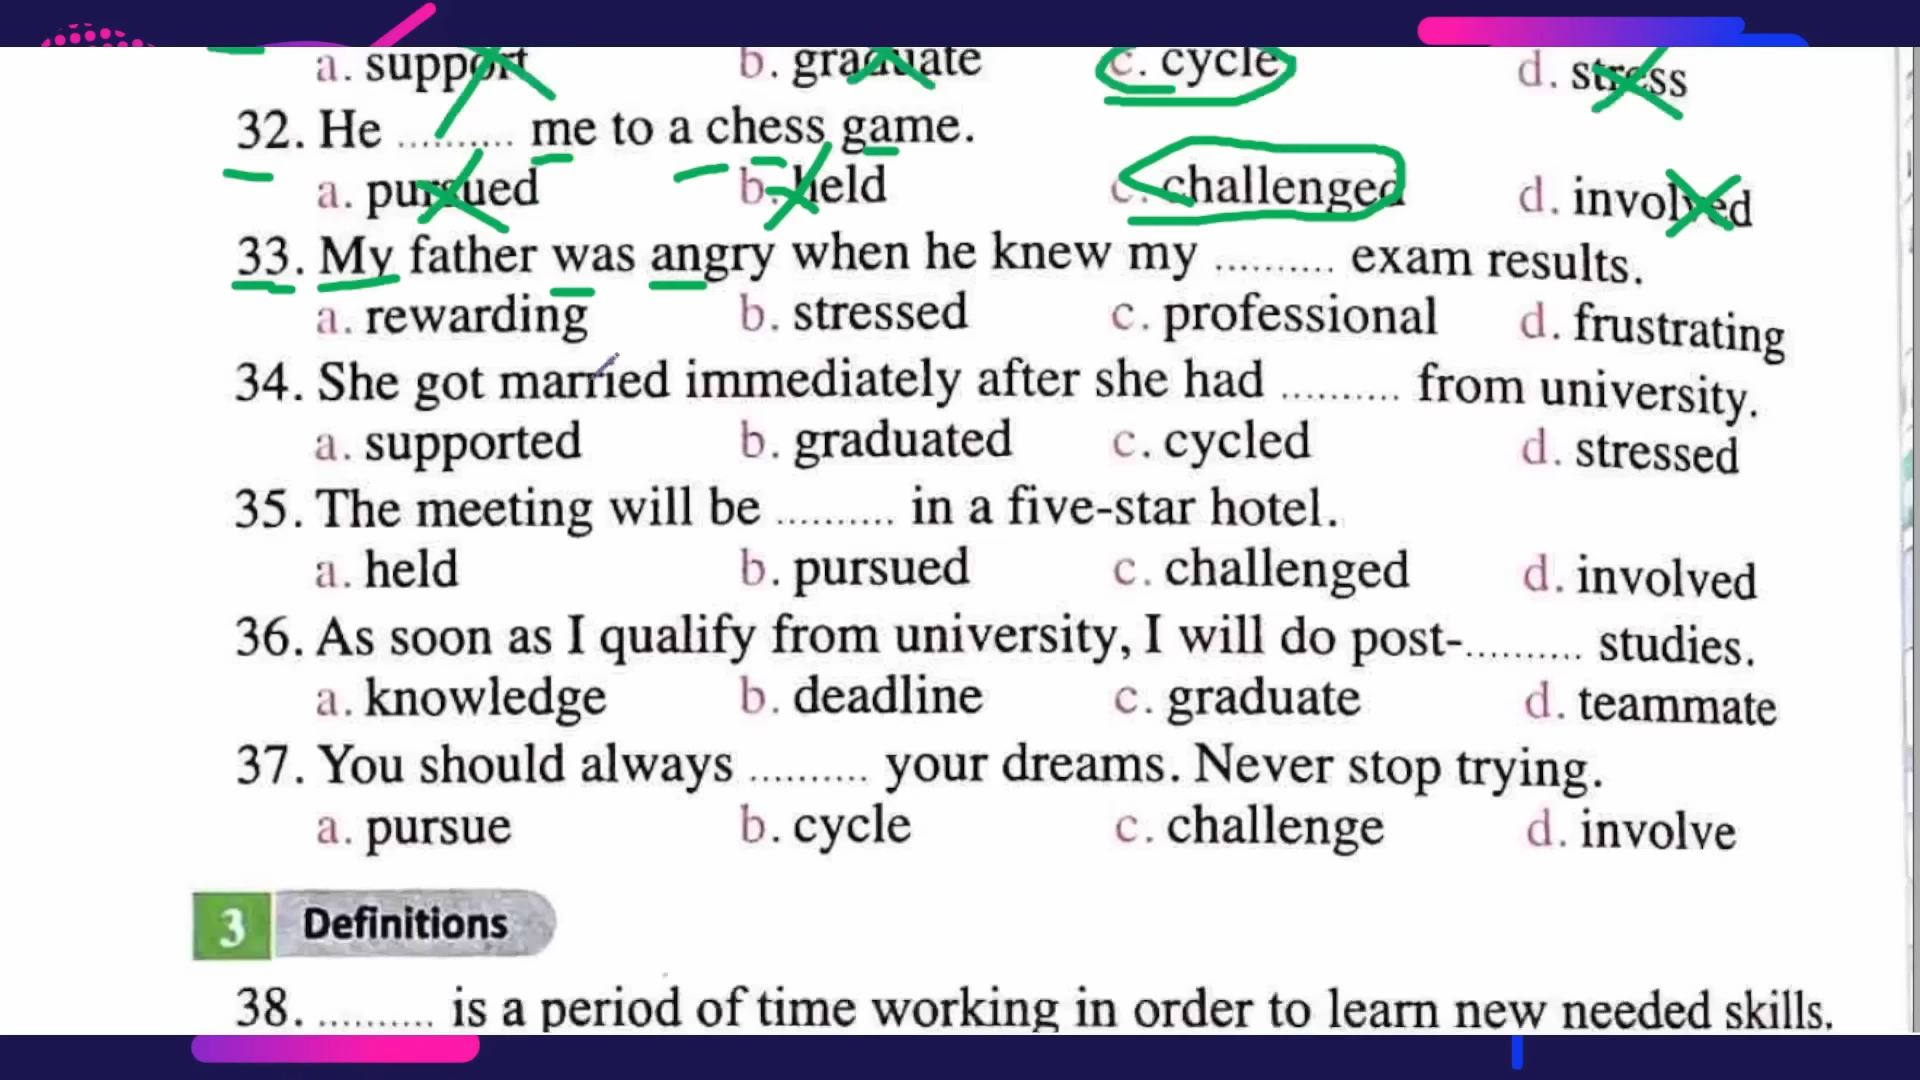 a. support b. graduate c. cycle d. stress
32. He .......... me to a chess game.
a. pursued b. held c. challenged d. involved
33. My father was angry when he knew my .......... exam results.
a. rewarding b. stressed c. professional d. frustrating
34. She got married immediately after she had .......... from university.
a. supported b. graduated c. cycled d. stressed
35. The meeting will be .......... in a five-star hotel.
a. held b. pursued c. challenged d. involved
36. As soon as I qualify from university, I will do post-.......... studies.
a. knowledge b. deadline c. graduate d. teammate
37. You should always .......... your dreams. Never stop trying.
a. pursue b. cycle c. challenge d. involve
3 Definitions
38. .......... is a period of time working in order to learn new needed skills.